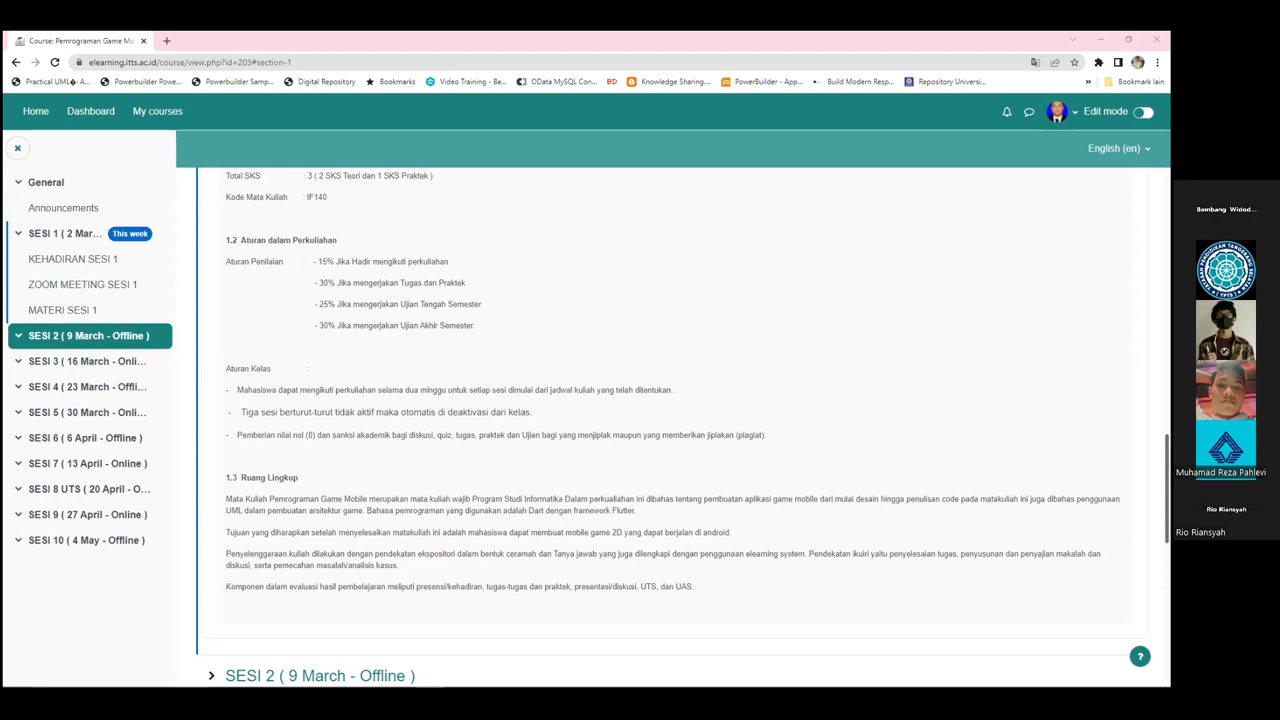 Course: Pemrograman Game Mo
elearning.itts.ac.id/course/view.php?id=203#section-1
Practical UML A...
Powerbuilder Powe...
Powerbuilder Samp...
Digital Repository
Bookmarks
Video Training - Be...
OData MySQL Con...
BD
Knowledge Sharing....
PowerBuilder - App...
Build Modern Resp...
Repository Universi...
Bookmark lain
Home
Dashboard
My courses
Edit mode
English (en)
General
Announcements
SESI 1 ( 2 Mar...
This week
KEHADIRAN SESI 1
ZOOM MEETING SESI 1
MATERI SESI 1
SESI 2 ( 9 March - Offline )
SESI 3 ( 16 March - Onli...
SESI 4 ( 23 March - Offli...
SESI 5 ( 30 March - Onli...
SESI 6 ( 6 April - Offline )
SESI 7 ( 13 April - Online )
SESI 8 UTS ( 20 April - O...
SESI 9 ( 27 April - Online )
SESI 10 ( 4 May - Offline )
Total SKS : 3 ( 2 SKS Teori dan 1 SKS Praktek )
Kode Mata Kuliah : IF140
1.2 Aturan dalam Perkuliahan
Aturan Penilaian : - 15% Jika Hadir mengikuti perkuliahan
- 30% Jika mengerjakan Tugas dan Praktek
- 25% Jika mengerjakan Ujian Tengah Semester
- 30% Jika mengerjakan Ujian Akhir Semester.
Aturan Kelas :
- Mahasiswa dapat mengikuti perkuliahan selama dua minggu untuk setiap sesi dimulai dari jadwal kuliah yang telah ditentukan.
- Tiga sesi berturut-turut tidak aktif maka otomatis di deaktivasi dari kelas.
- Pemberian nilai nol (0) dan sanksi akademik bagi diskusi, quiz, tugas, praktek dan Ujian bagi yang menjiplak maupun yang memberikan jiplakan (plagiat).
1.3 Ruang Lingkup
Mata Kuliah Pemrograman Game Mobile merupakan mata kuliah wajib Program Studi Informatika Dalam perkualiahan ini dibahas tentang pembuatan aplikasi game mobile dari mulai desain hingga penulisan code pada matakuliah ini juga dibahas penggunaan
UML dalam pembuatan arsitektur game. Bahasa pemrograman yang digunakan adalah Dart dengan framework Flutter.
Tujuan yang diharapkan setelah menyelesaikan matakuliah ini adalah mahasiswa dapat membuat mobile game 2D yang dapat berjalan di android.
Penyelenggaraan kuliah dilakukan dengan pendekatan ekspositori dalam bentuk ceramah dan Tanya jawab yang juga dilengkapi dengan penggunaan elearning system. Pendekatan ikuiri yaitu penyelesaian tugas, penyusunan dan penyajian makalah dan
diskusi, serta pemecahan masalah/analisis kasus.
Komponen dalam evaluasi hasil pembelajaran meliputi presensi/kehadiran, tugas-tugas dan praktek, presentasi/diskusi, UTS, dan UAS.
SESI 2 ( 9 March - Offline )
?
Bambang Widod...
Muhamad Reza Pahlevi
Rio Riansyah
Rio Riansyah